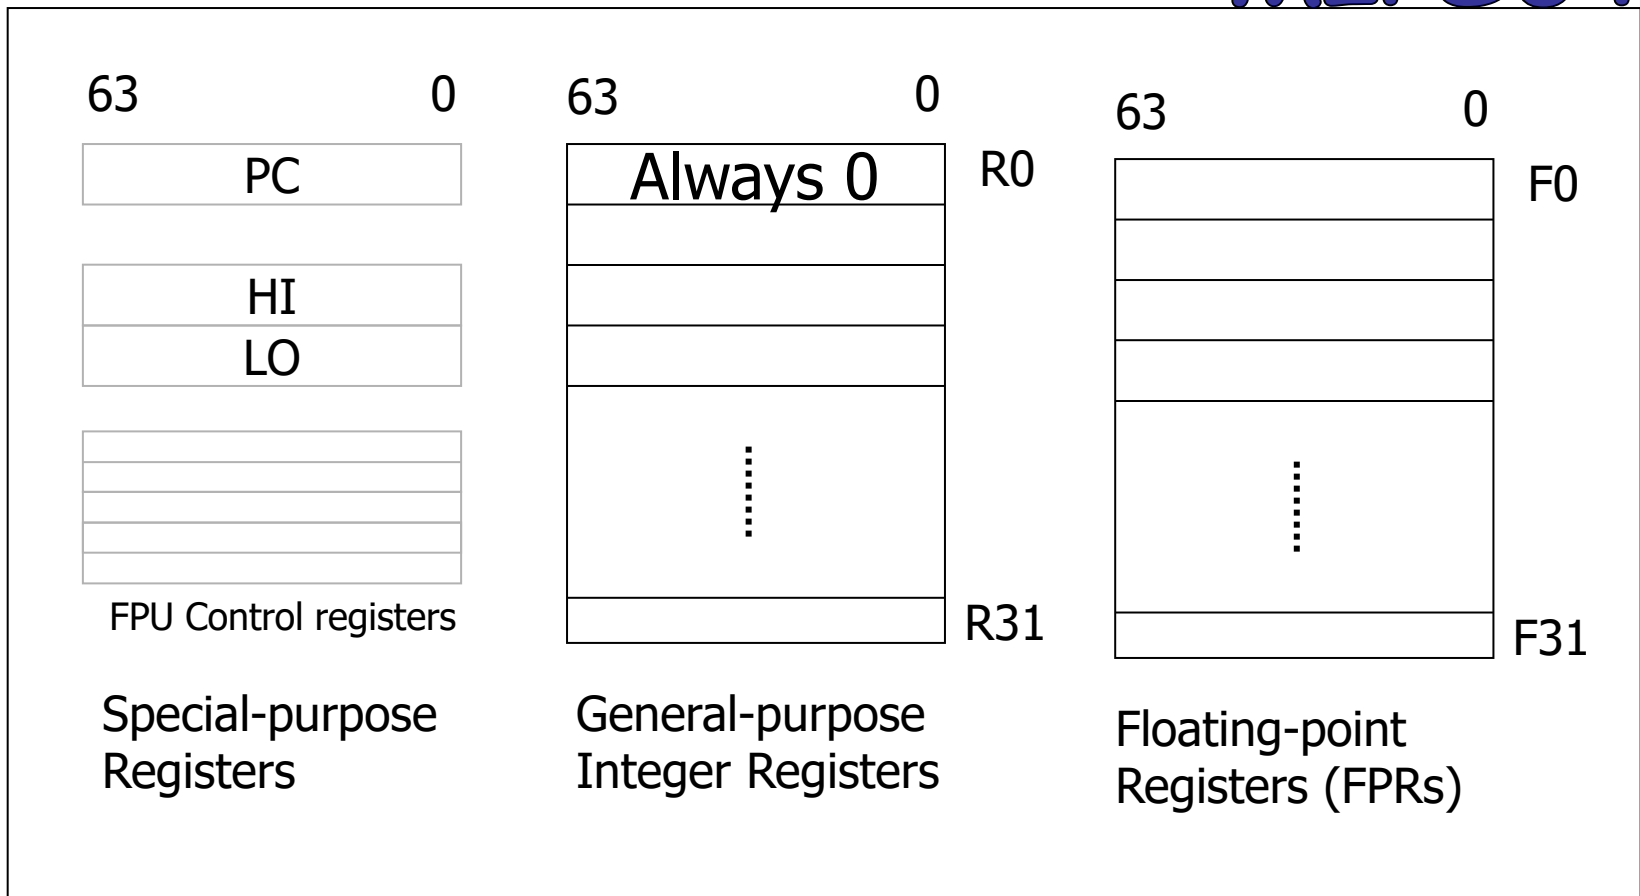 63 0
PC
HI
LO
FPU Control registers
Special-purpose
Registers
63 0
Always 0
R0
R31
General-purpose
Integer Registers
63 0
F0
F31
Floating-point
Registers (FPRs)